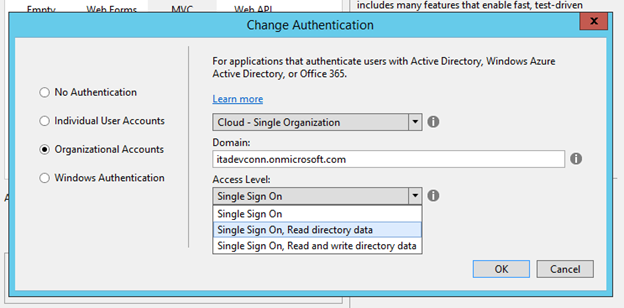 Empty Web Forms MVC Web API
includes many features that enable fast, test-driven
Change Authentication
x
For applications that authenticate users with Active Directory, Windows Azure
Active Directory, or Office 365.
Learn more
No Authentication
Individual User Accounts
Organizational Accounts
Windows Authentication
Cloud - Single Organization
Domain:
itadevconn.onmicrosoft.com
Access Level:
Single Sign On
Single Sign On
Single Sign On, Read directory data
Single Sign On, Read and write directory data
OK Cancel
A